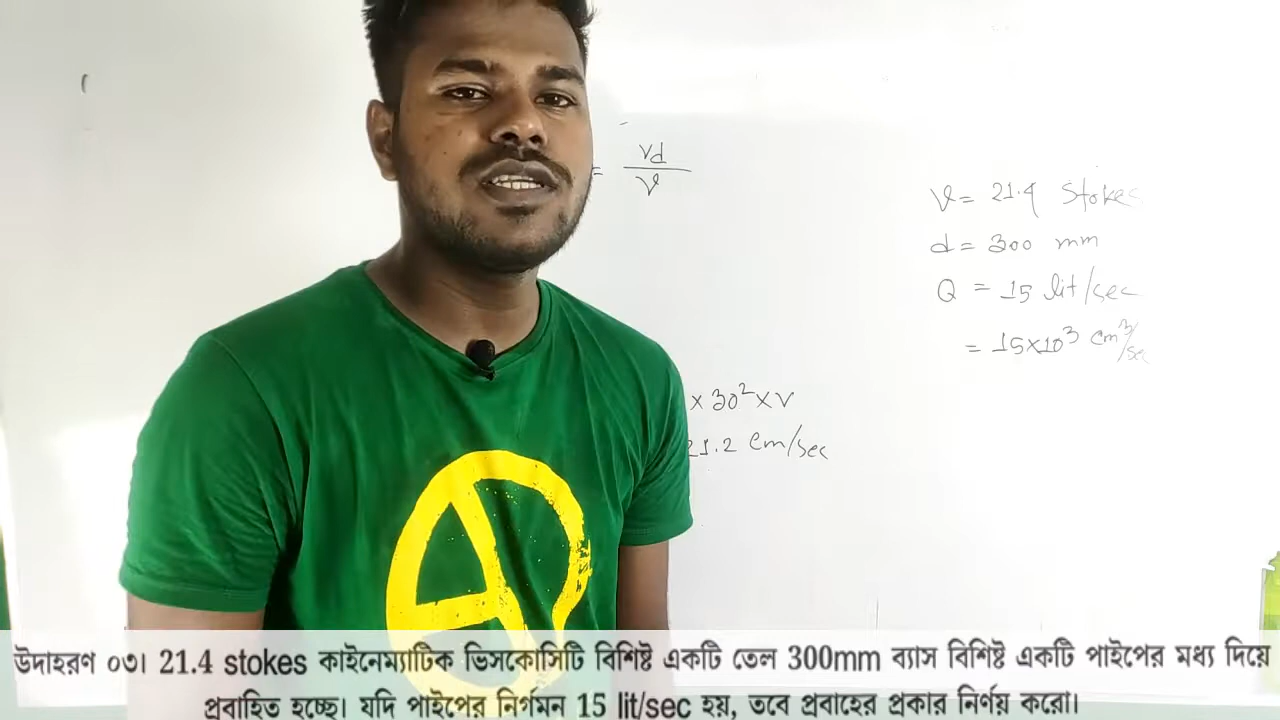 = Vd
ν
ν = 21.4 Stokes
d = 300 mm
Q = 15 lit/sec
= 15×10³ cm³/sec
× 30² × V
21.2 cm/sec
উদাহরণ ০৩। 21.4 stokes কাইনেম্যাটিক ভিসকোসিটি বিশিষ্ট একটি তেল 300mm ব্যাস বিশিষ্ট একটি পাইপের মধ্য দিয়ে
প্রবাহিত হচ্ছে। যদি পাইপের নির্গমন 15 lit/sec হয়, তবে প্রবাহের প্রকার নির্ণয় করো।